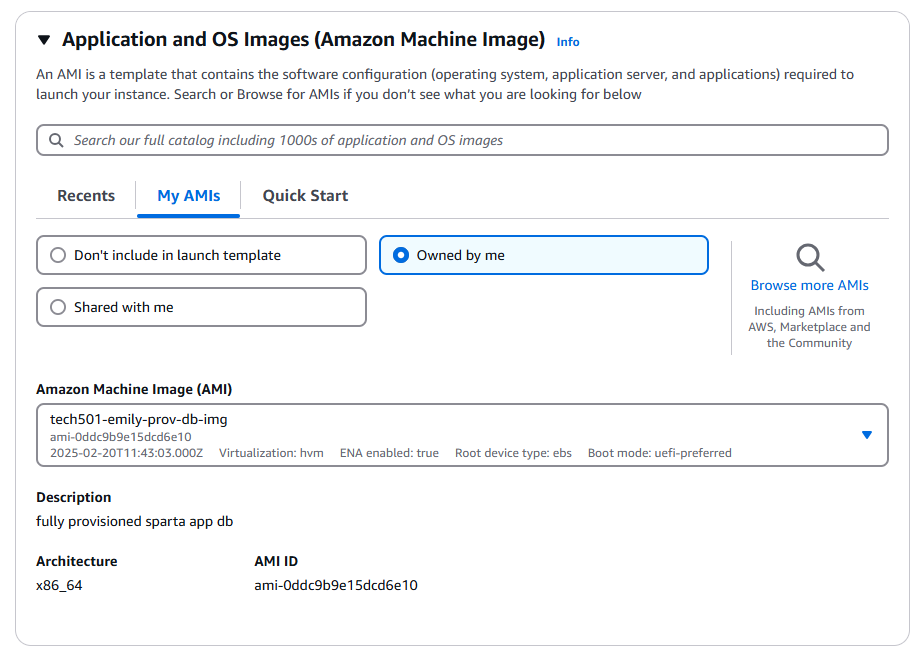 Application and OS Images (Amazon Machine Image) Info
An AMI is a template that contains the software configuration (operating system, application server, and applications) required to
launch your instance. Search or Browse for AMIs if you don't see what you are looking for below
Search our full catalog including 1000s of application and OS images
Recents My AMIs Quick Start
Don't include in launch template
Owned by me
Shared with me
Browse more AMIs
Including AMIs from
AWS, Marketplace and
the Community
Amazon Machine Image (AMI)
tech501-emily-prov-db-img
ami-0ddc9b9e15dcd6e10
2025-02-20T11:43:03.000Z Virtualization: hvm ENA enabled: true Root device type: ebs Boot mode: uefi-preferred
Description
fully provisioned sparta app db
Architecture AMI ID
x86_64 ami-0ddc9b9e15dcd6e10